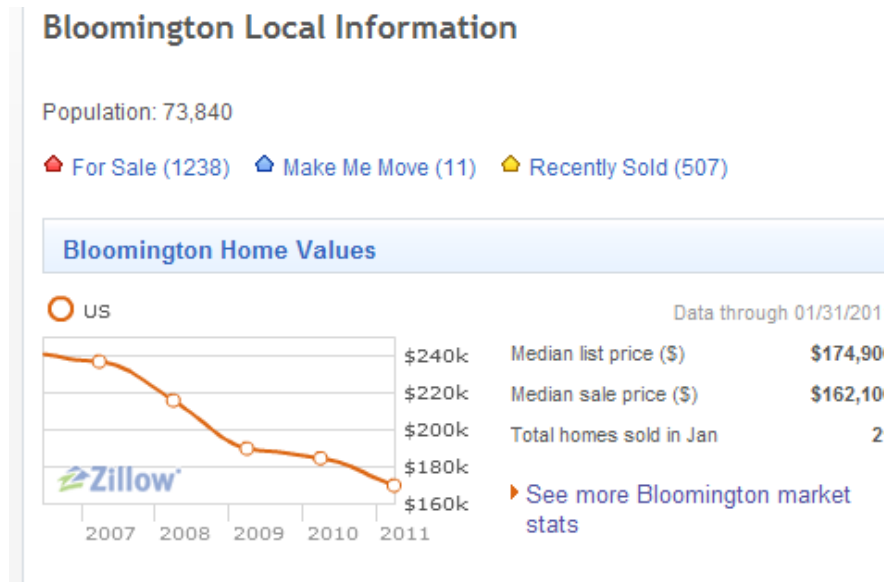 Bloomington Local Information
Population: 73,840
For Sale (1238) Make Me Move (11) Recently Sold (507)
Bloomington Home Values
US
Data through 01/31/201
$240k
$220k
$200k
$180k
$160k
Zillow
2007 2008 2009 2010 2011
Median list price ($) $174,90
Median sale price ($) $162,10
Total homes sold in Jan 2
See more Bloomington market
stats